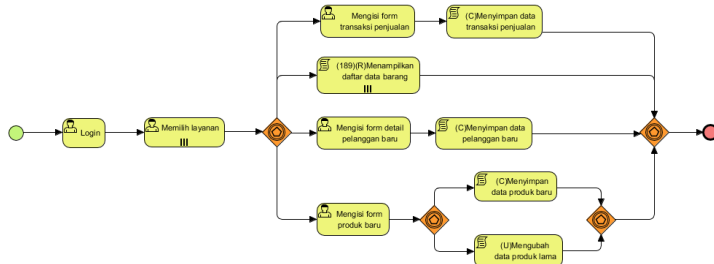 Login
Memilih layanan
Mengisi form
transaksi penjualan
(C)Menyimpan data
transaksi penjualan
(189)(R)Menampilkan
daftar data barang
Mengisi form detail
pelanggan baru
(C)Menyimpan data
pelanggan baru
Mengisi form
produk baru
(C)Menyimpan
data produk baru
(U)Mengubah
data produk lama